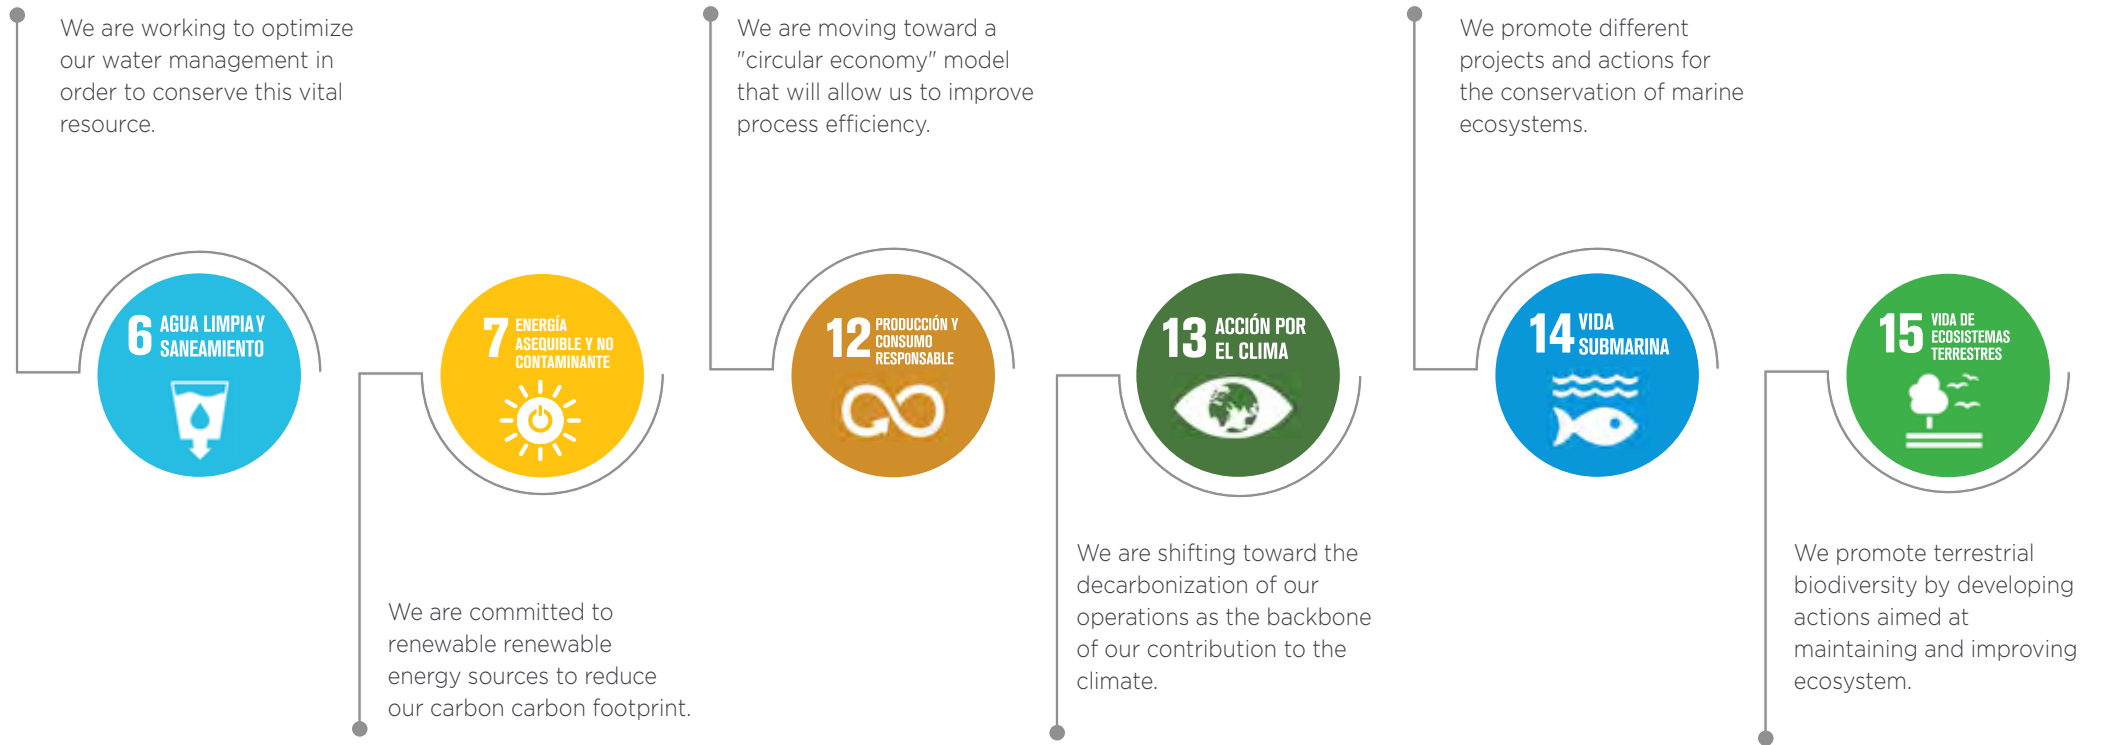 We are working to optimize
our water management in
order to conserve this vital
resource.
6 AGUA LIMPIA Y
SANEAMIENTO
We are committed to
renewable renewable
energy sources to reduce
our carbon carbon footprint.
7 ENERGÍA
ASEQUIBLE Y NO
CONTAMINANTE
We are moving toward a
"circular economy" model
that will allow us to improve
process efficiency.
12 PRODUCCIÓN Y
CONSUMO
RESPONSABLE
We are shifting toward the
decarbonization of our
operations as the backbone
of our contribution to the
climate.
13 ACCIÓN POR
EL CLIMA
We promote different
projects and actions for
the conservation of marine
ecosystems.
14 VIDA
SUBMARINA
We promote terrestrial
biodiversity by developing
actions aimed at
maintaining and improving
ecosystem.
15 VIDA DE
ECOSISTEMAS
TERRESTRES